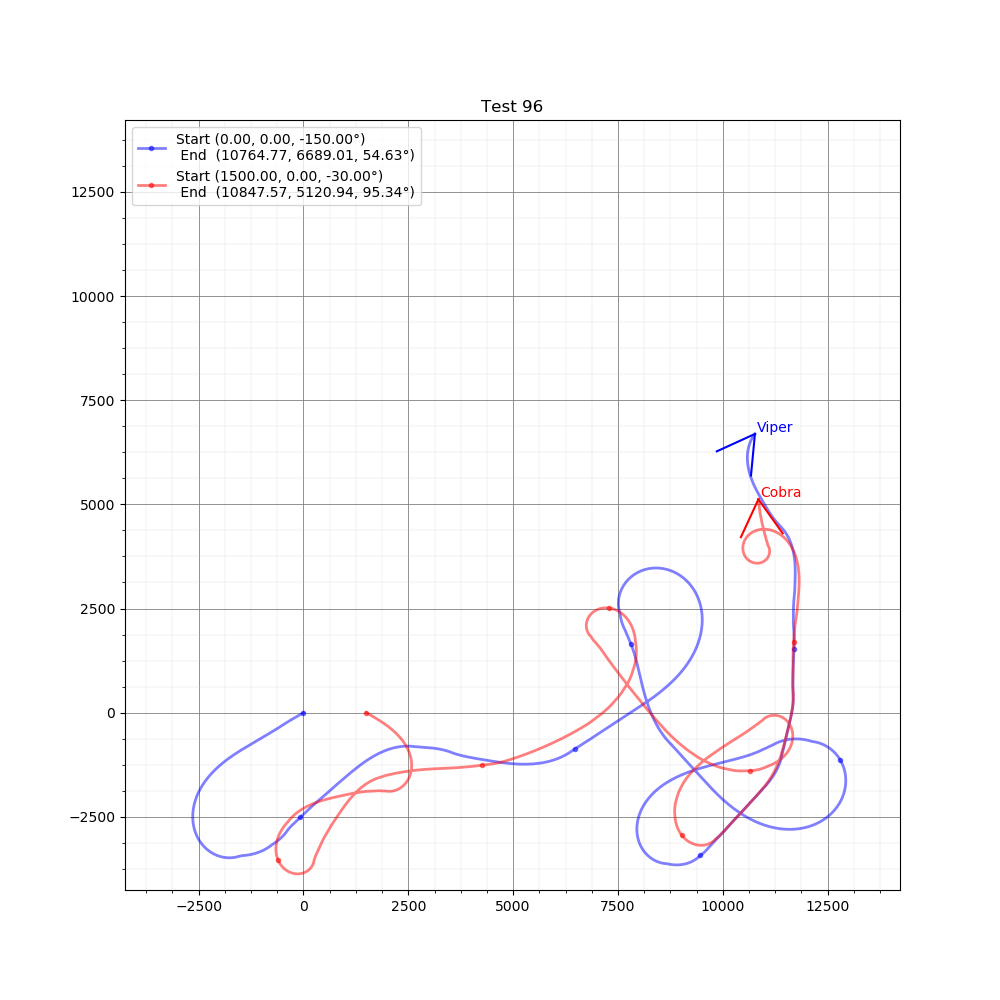 Test 96
Start (0.00, 0.00, -150.00°)
End  (10764.77, 6689.01, 54.63°)
Start (1500.00, 0.00, -30.00°)
End  (10847.57, 5120.94, 95.34°)
12500
10000
7500
5000
2500
0
−2500
Viper
Cobra
−2500 0 2500 5000 7500 10000 12500